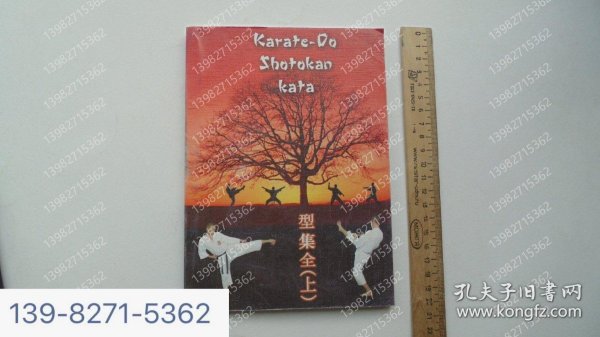 Karate-Do
Shotokan
kata
型集全(上)
13982715362
139-8271-5362
孔夫子旧书网
www.kongfz.com